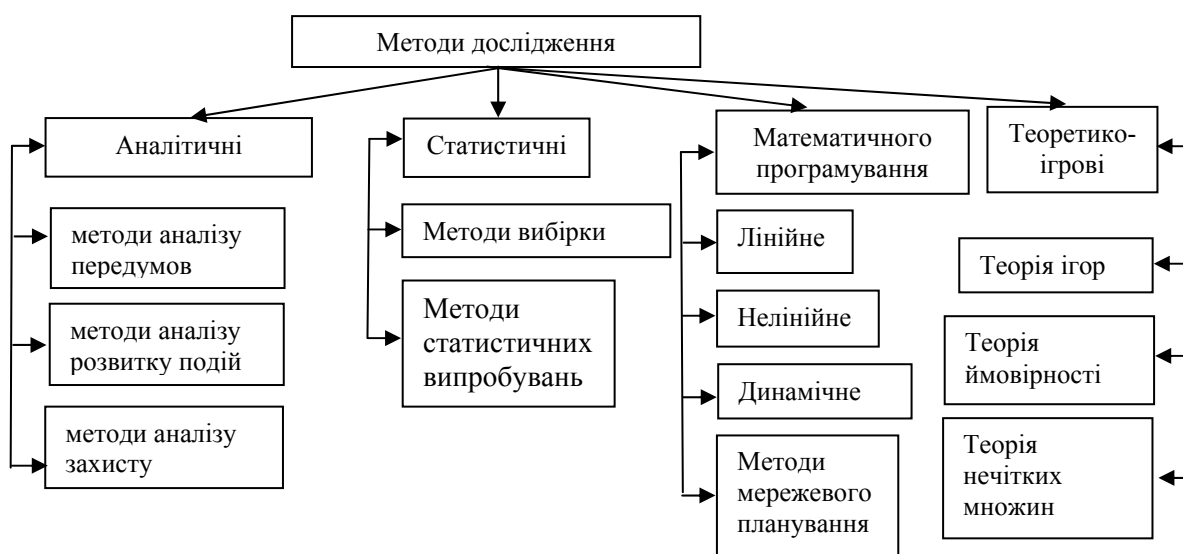 Методи дослідження
Аналітичні
методи аналізу
передумов
методи аналізу
розвитку подій
методи аналізу
захисту
Статистичні
Методи вибірки
Методи
статистичних
випробувань
Математичного
програмування
Лінійне
Нелінійне
Динамічне
Методи
мережевого
планування
Теоретико-
ігрові
Теорія ігор
Теорія
ймовірності
Теорія
нечітких
множин